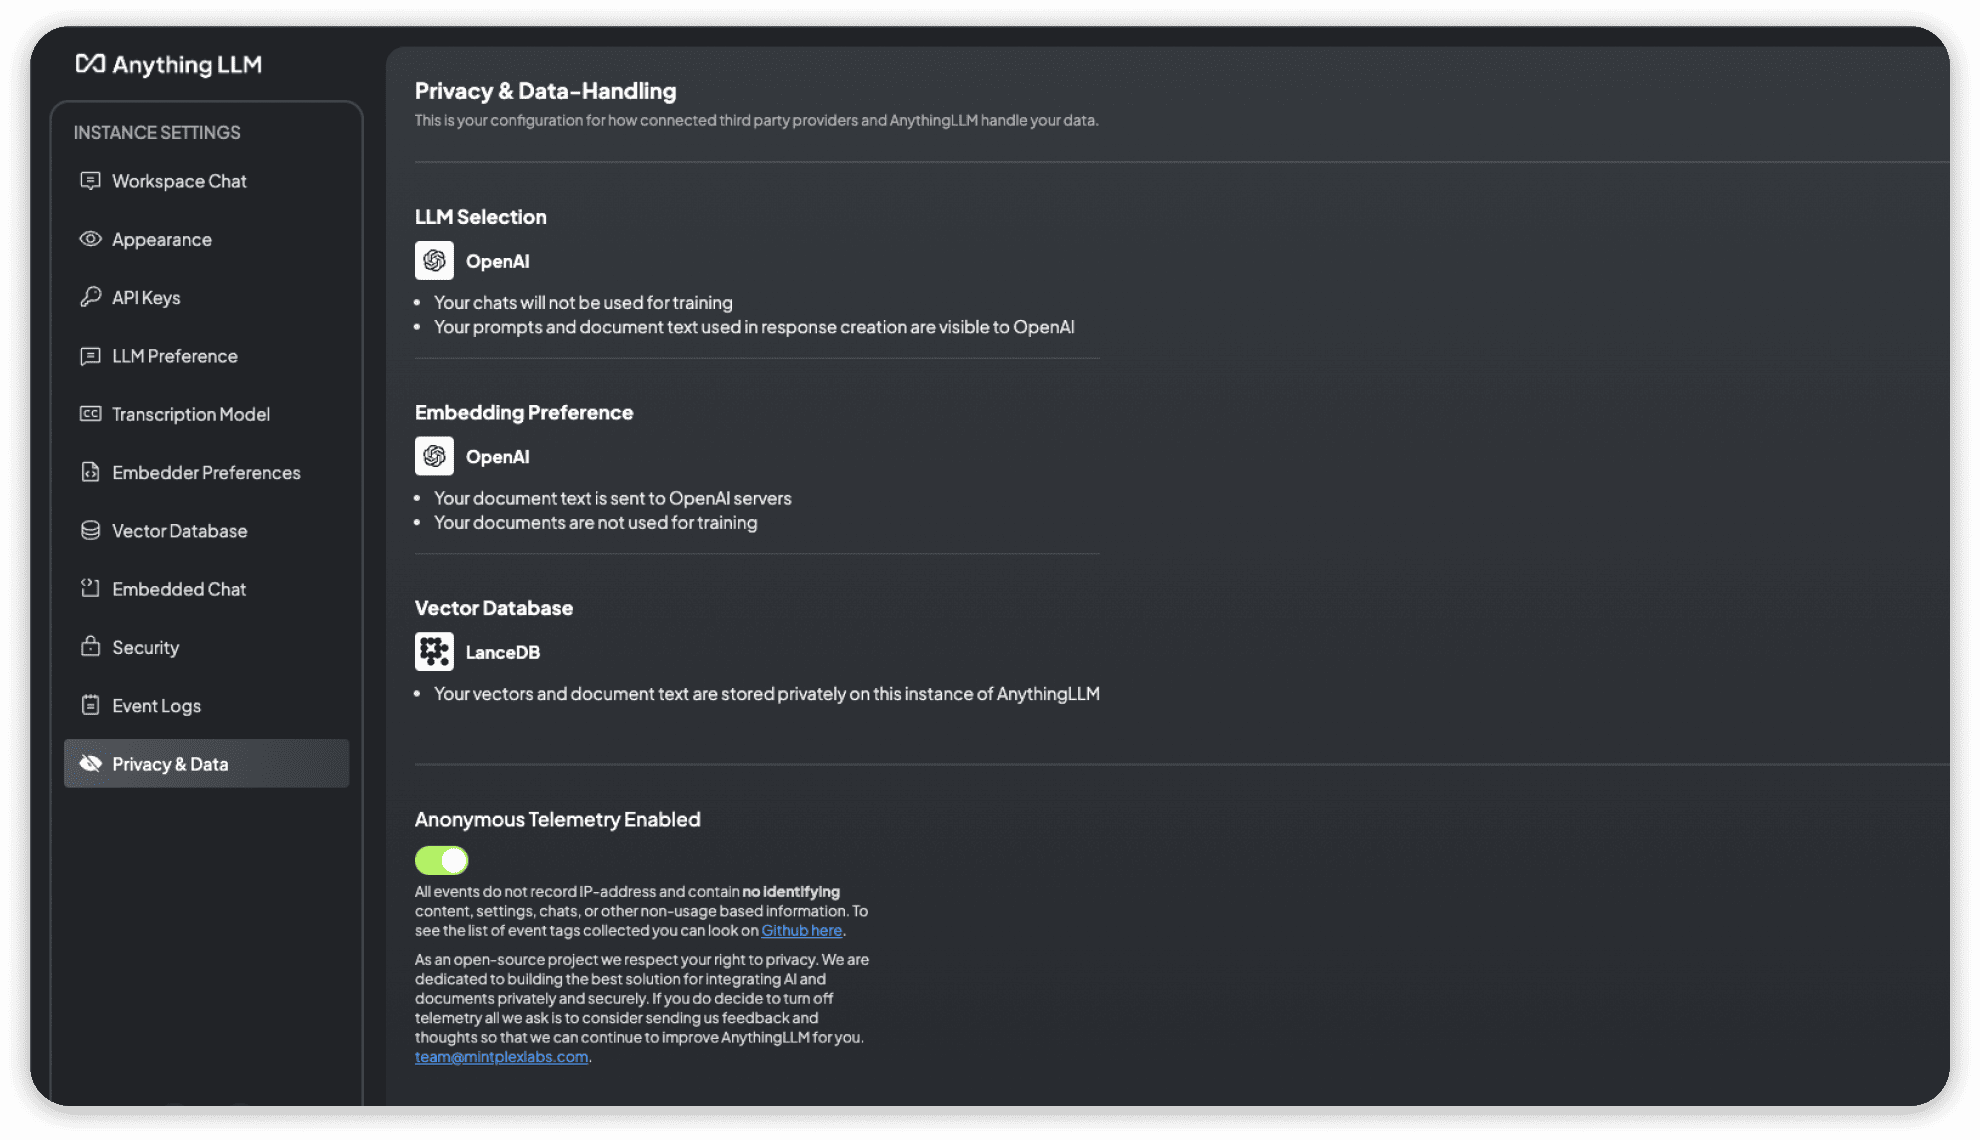 Anything LLM
INSTANCE SETTINGS
Workspace Chat
Appearance
API Keys
LLM Preference
Transcription Model
Embedder Preferences
Vector Database
Embedded Chat
Security
Event Logs
Privacy & Data
Privacy & Data-Handling
This is your configuration for how connected third party providers and AnythingLLM handle your data.
LLM Selection
OpenAI
• Your chats will not be used for training
• Your prompts and document text used in response creation are visible to OpenAI
Embedding Preference
OpenAI
• Your document text is sent to OpenAI servers
• Your documents are not used for training
Vector Database
LanceDB
• Your vectors and document text are stored privately on this instance of AnythingLLM
Anonymous Telemetry Enabled
All events do not record IP-address and contain no identifying
content, settings, chats, or other non-usage based information. To
see the list of event tags collected you can look on Github here.
As an open-source project we respect your right to privacy. We are
dedicated to building the best solution for integrating AI and
documents privately and securely. If you do decide to turn off
telemetry all we ask is to consider sending us feedback and
thoughts so that we can continue to improve AnythingLLM for you.
team@mintplexlabs.com.